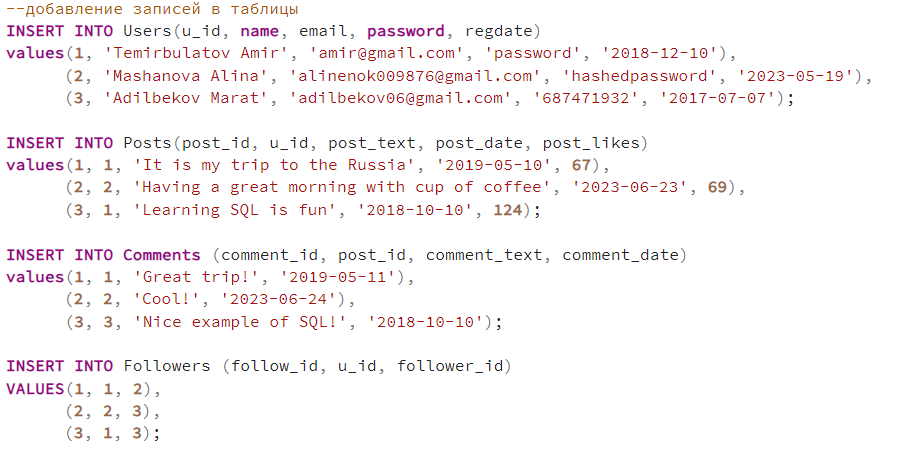 --добавление записей в таблицы
INSERT INTO Users(u_id, name, email, password, regdate)
values(1, 'Temirbulatov Amir', 'amir@gmail.com', 'password', '2018-12-10'),
(2, 'Mashanova Alina', 'alinenok009876@gmail.com', 'hashedpassword', '2023-05-19'),
(3, 'Adilbekov Marat', 'adilbekov06@gmail.com', '687471932', '2017-07-07');
INSERT INTO Posts(post_id, u_id, post_text, post_date, post_likes)
values(1, 1, 'It is my trip to the Russia', '2019-05-10', 67),
(2, 2, 'Having a great morning with cup of coffee', '2023-06-23', 69),
(3, 1, 'Learning SQL is fun', '2018-10-10', 124);
INSERT INTO Comments (comment_id, post_id, comment_text, comment_date)
values(1, 1, 'Great trip!', '2019-05-11'),
(2, 2, 'Cool!', '2023-06-24'),
(3, 3, 'Nice example of SQL!', '2018-10-10');
INSERT INTO Followers (follow_id, u_id, follower_id)
VALUES(1, 1, 2),
(2, 2, 3),
(3, 1, 3);